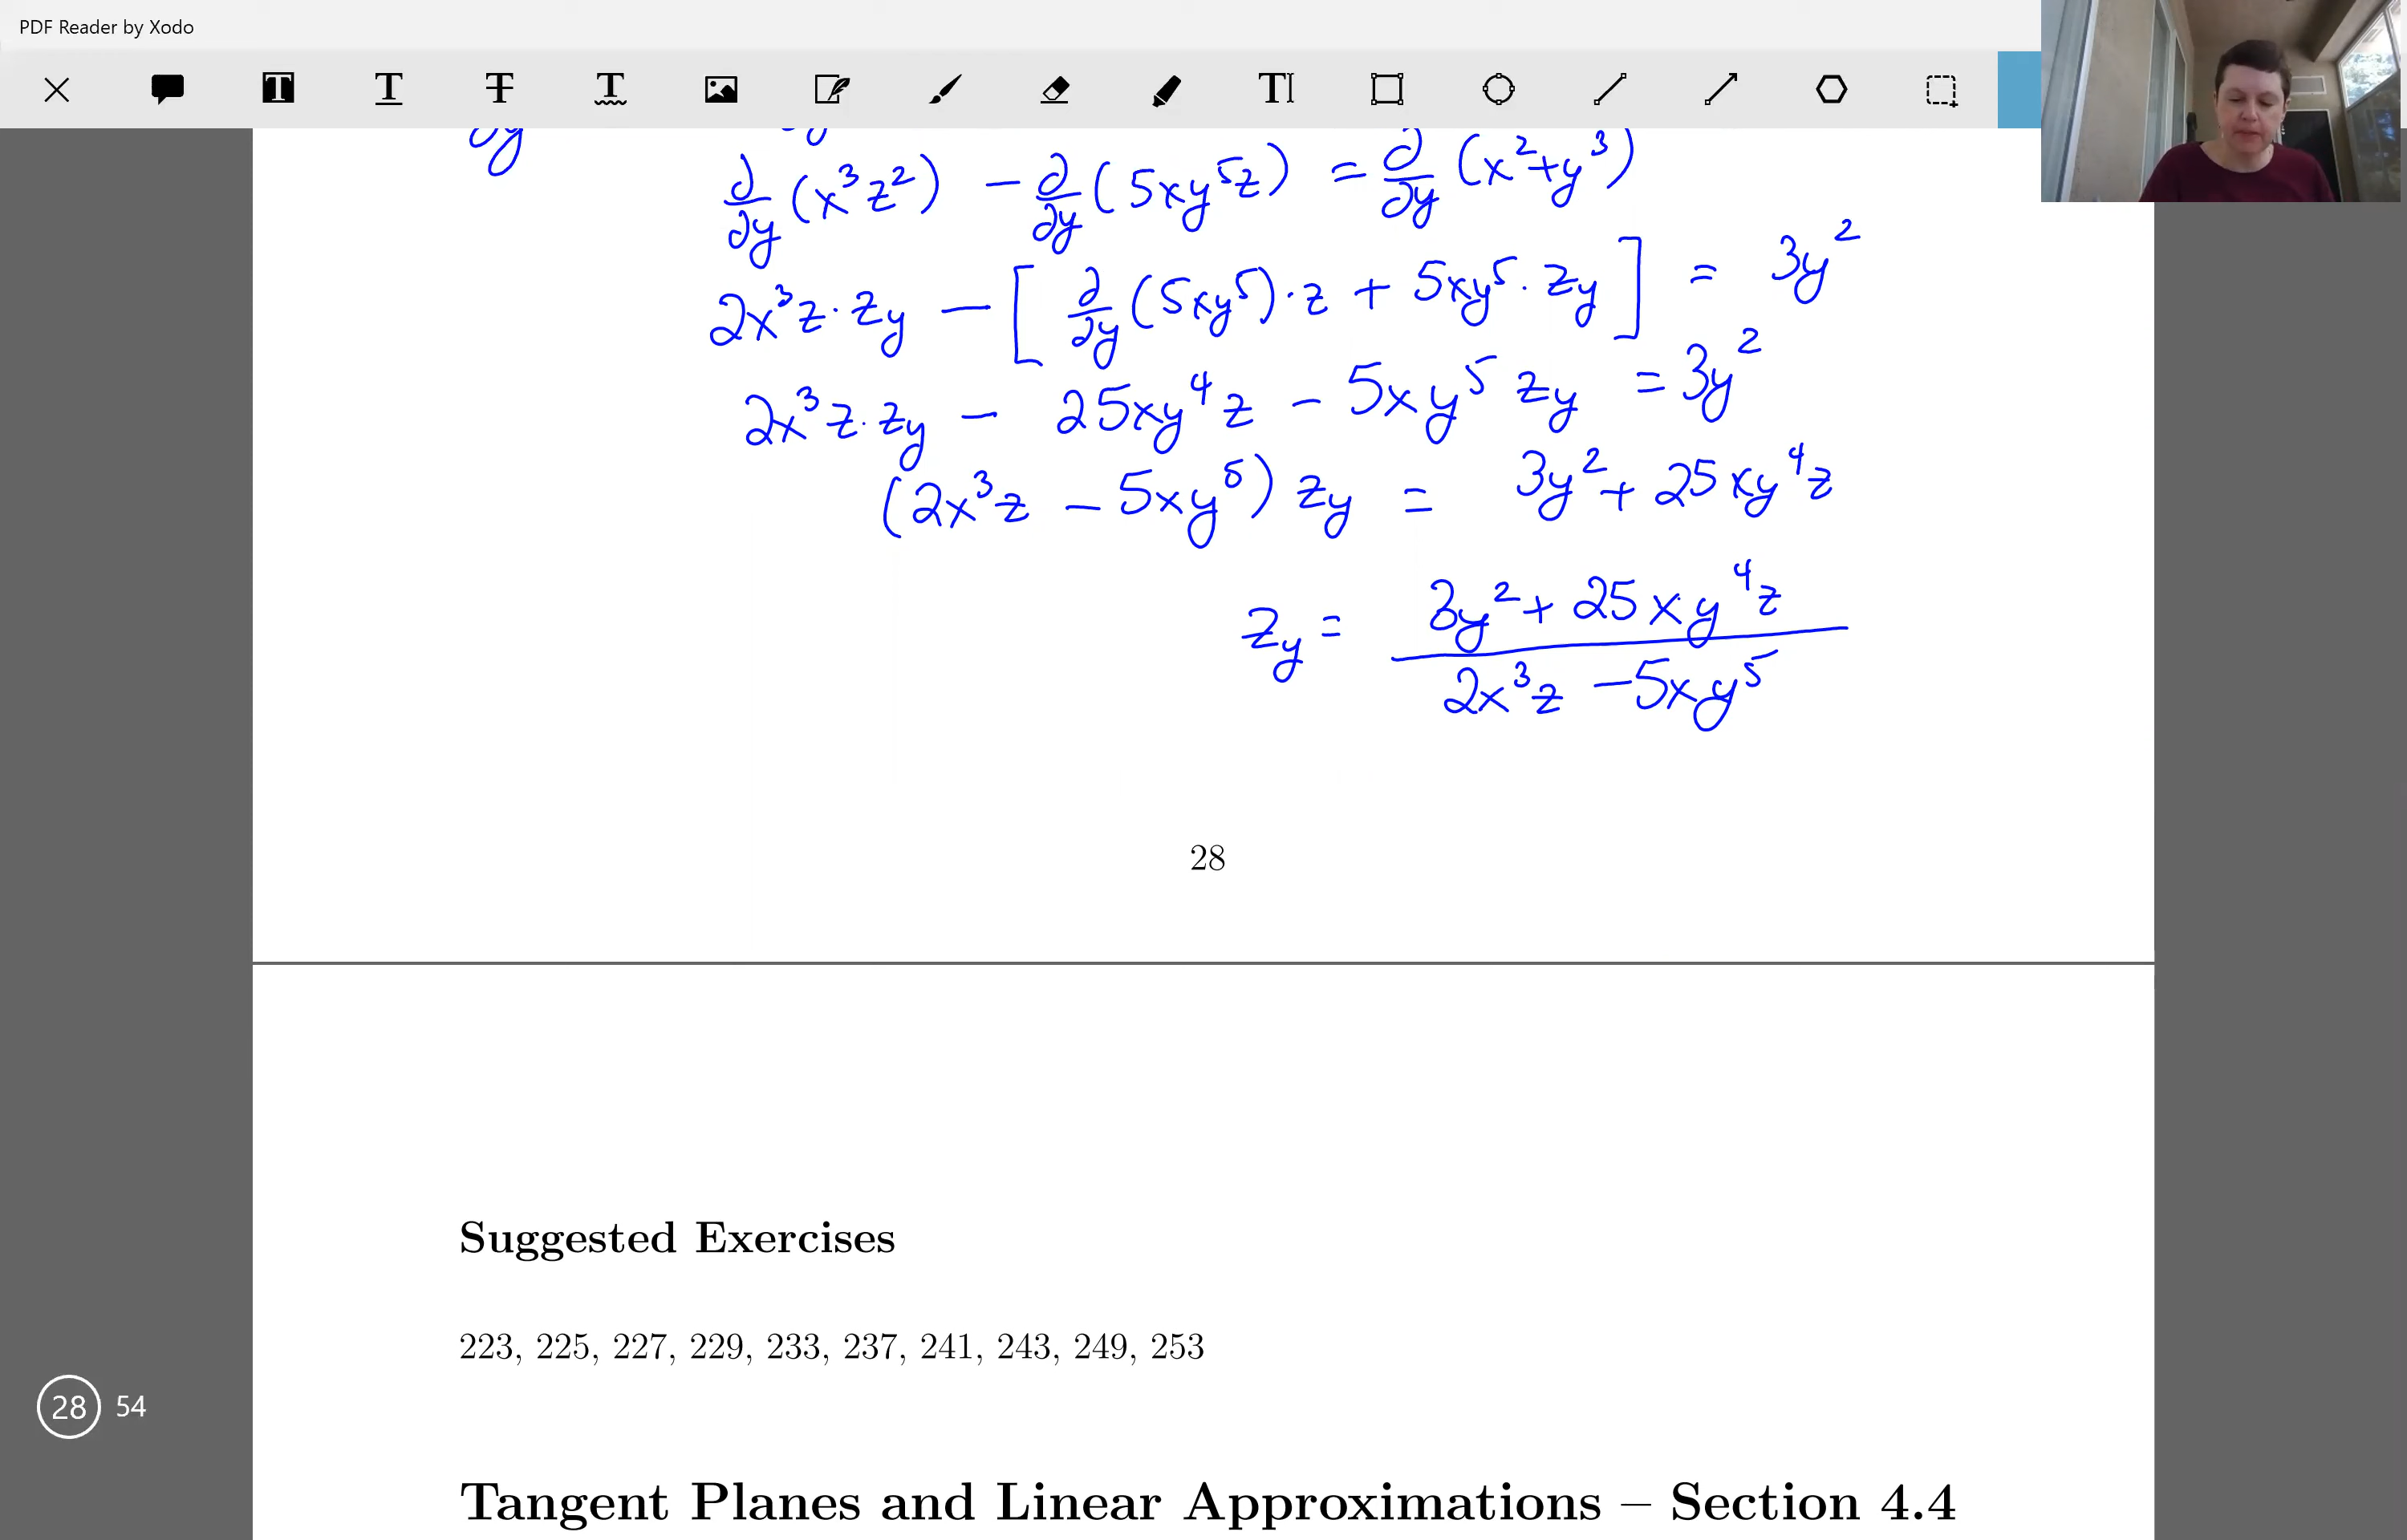 PDF Reader by Xodo
∂y
∂/∂y (x³z²) − ∂/∂y (5xy⁵z) = ∂/∂y (x²+y³)
2x³z·z_y − [ ∂/∂y (5xy⁵)·z + 5xy⁵·z_y ] = 3y²
2x³z·z_y − 25xy⁴z − 5xy⁵ z_y = 3y²
(2x³z − 5xy⁵) z_y = 3y² + 25xy⁴z
z_y = (3y² + 25xy⁴z) / (2x³z − 5xy⁵)
28
Suggested Exercises
223, 225, 227, 229, 233, 237, 241, 243, 249, 253
28 54
Tangent Planes and Linear Approximations – Section 4.4